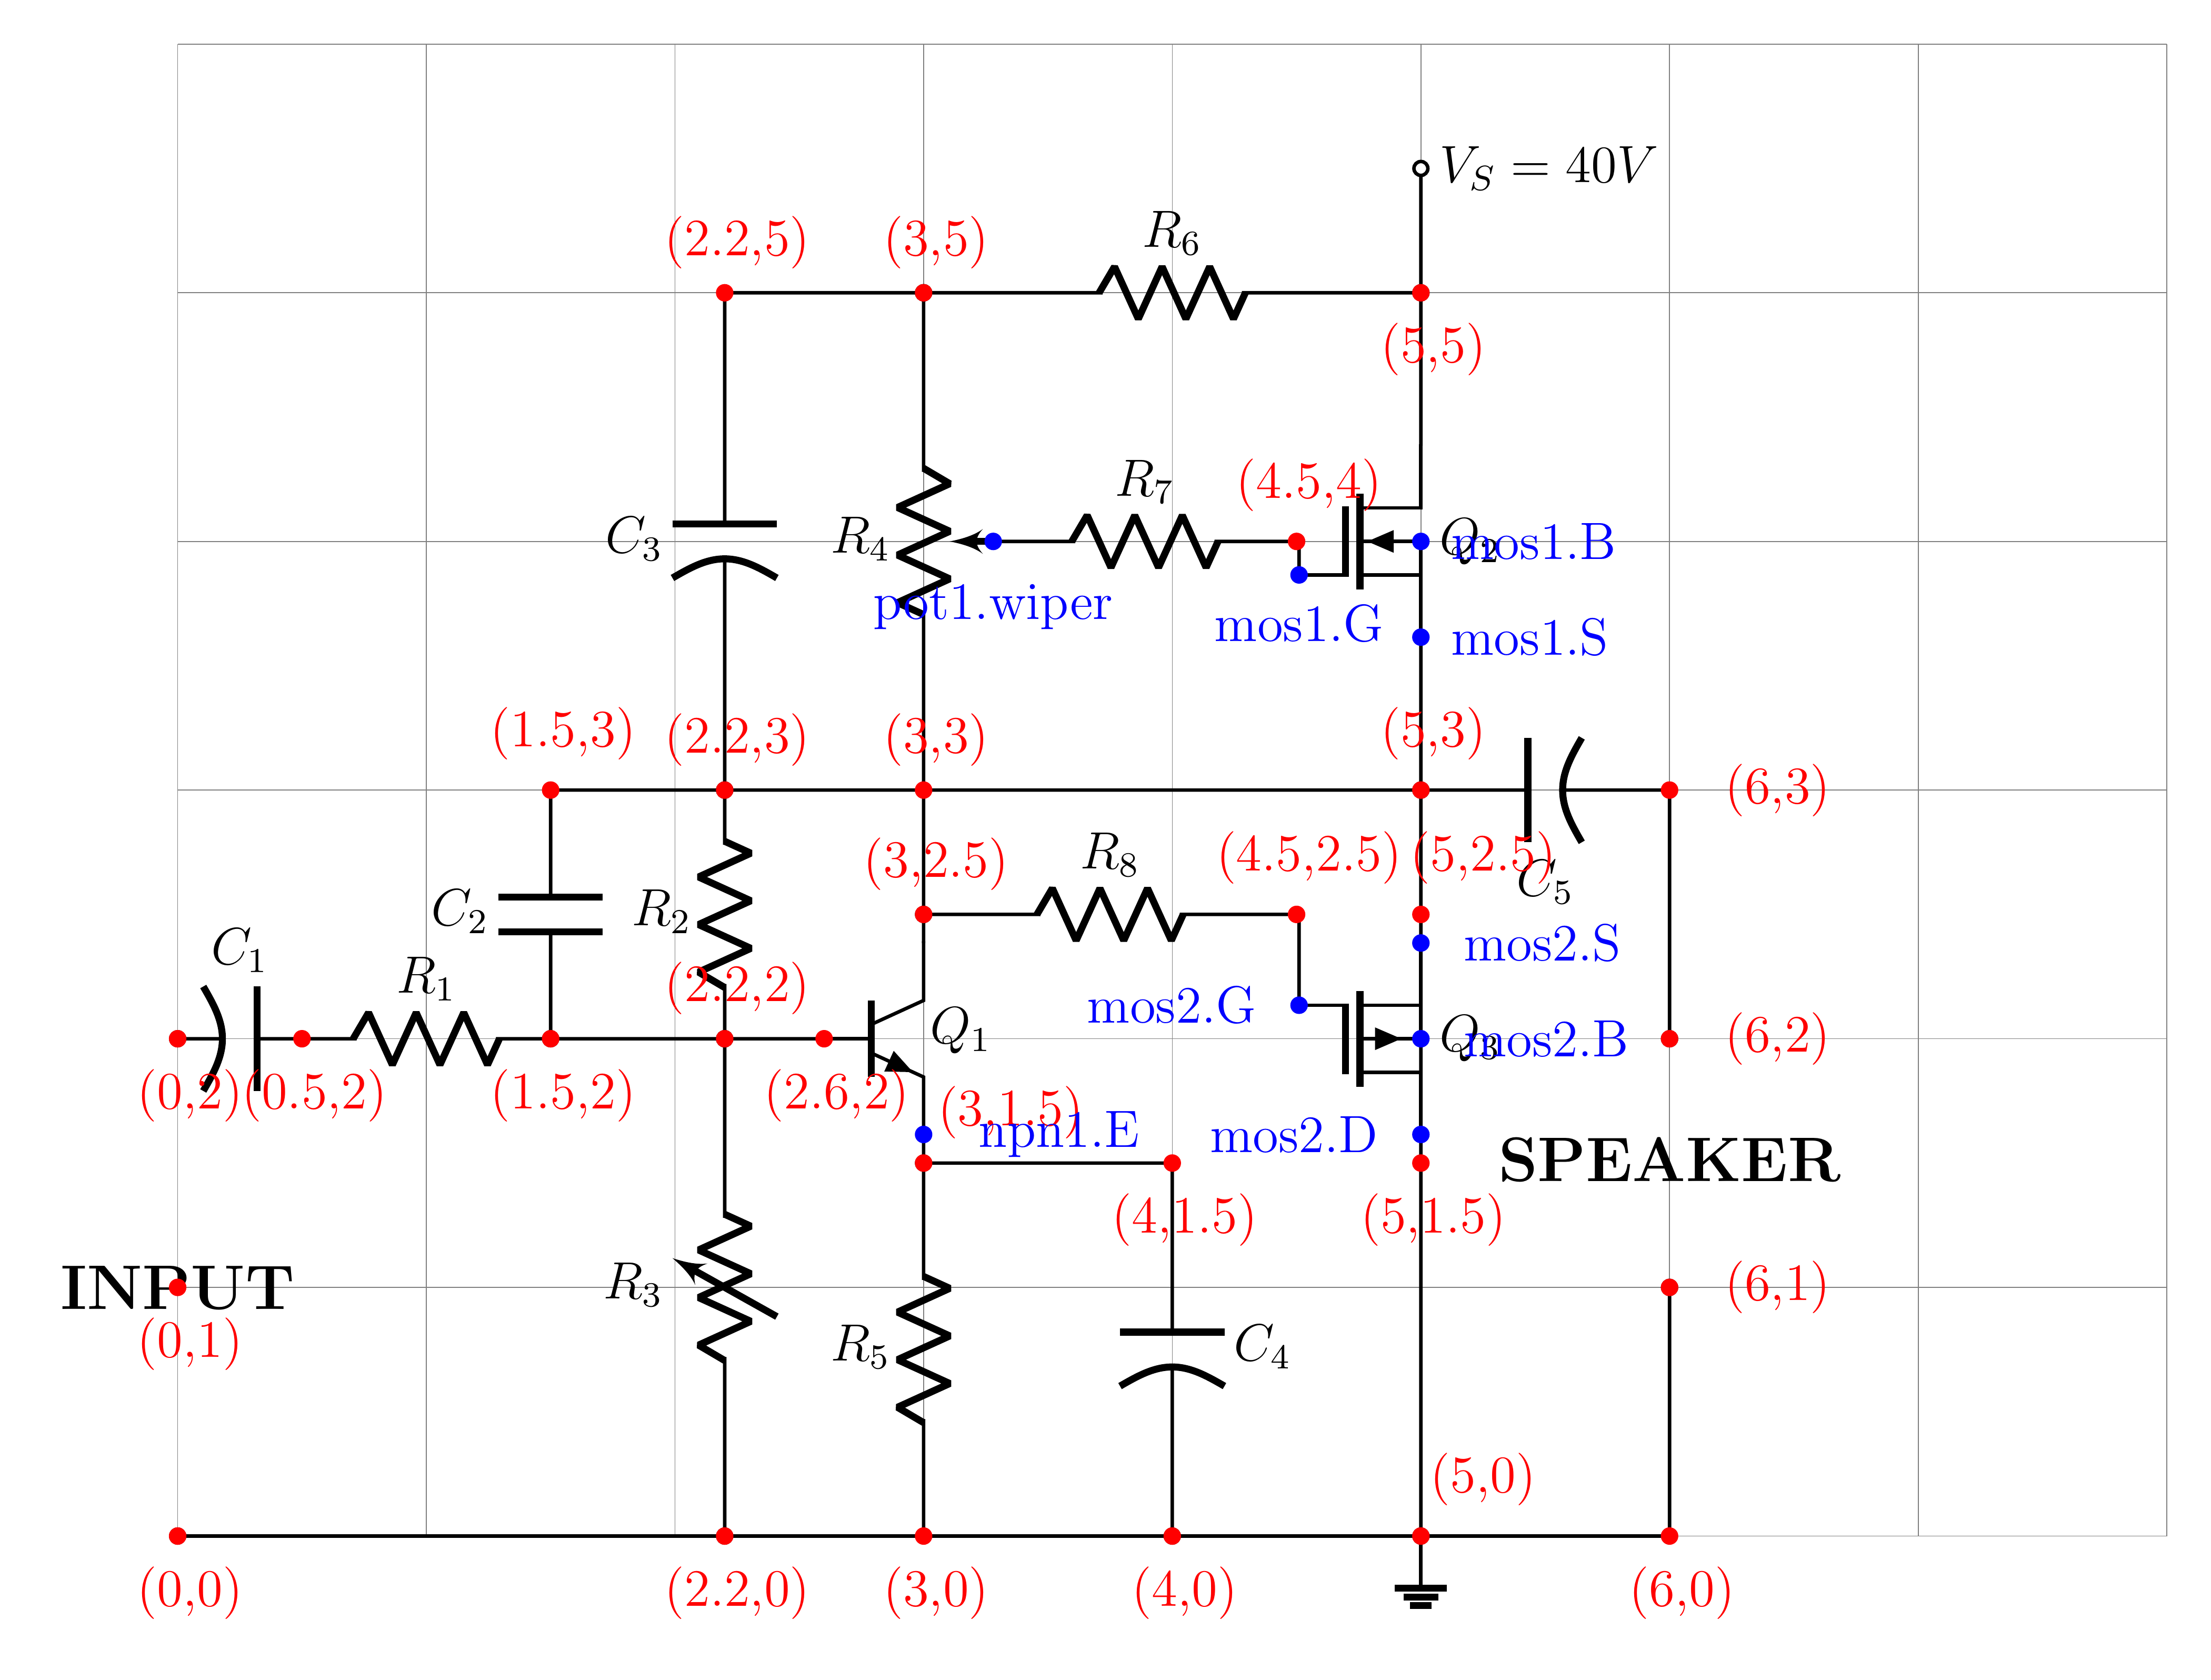 V_S = 40V
R_6
(2.2,5)
(3,5)
(5,5)
R_7
(4.5,4)
C_3
R_4
Q_2
mos1.B
pot1.wiper
mos1.G
mos1.S
(1.5,3)
(2.2,3)
(3,3)
(5,3)
(6,3)
(3,2.5)
R_8
(4.5,2.5)
(5,2.5)
C_5
C_2
R_2
C_1
R_1
mos2.S
(2.2,2)
mos2.G
Q_1
Q_3
mos2.B
(6,2)
(0,2)
(0.5,2)
(1.5,2)
(2.6,2)
(3,1.5)
npn1.E
mos2.D
SPEAKER
(4,1.5)
(5,1.5)
INPUT
R_3
(6,1)
(0,1)
R_5
C_4
(5,0)
(0,0)
(2.2,0)
(3,0)
(4,0)
(6,0)